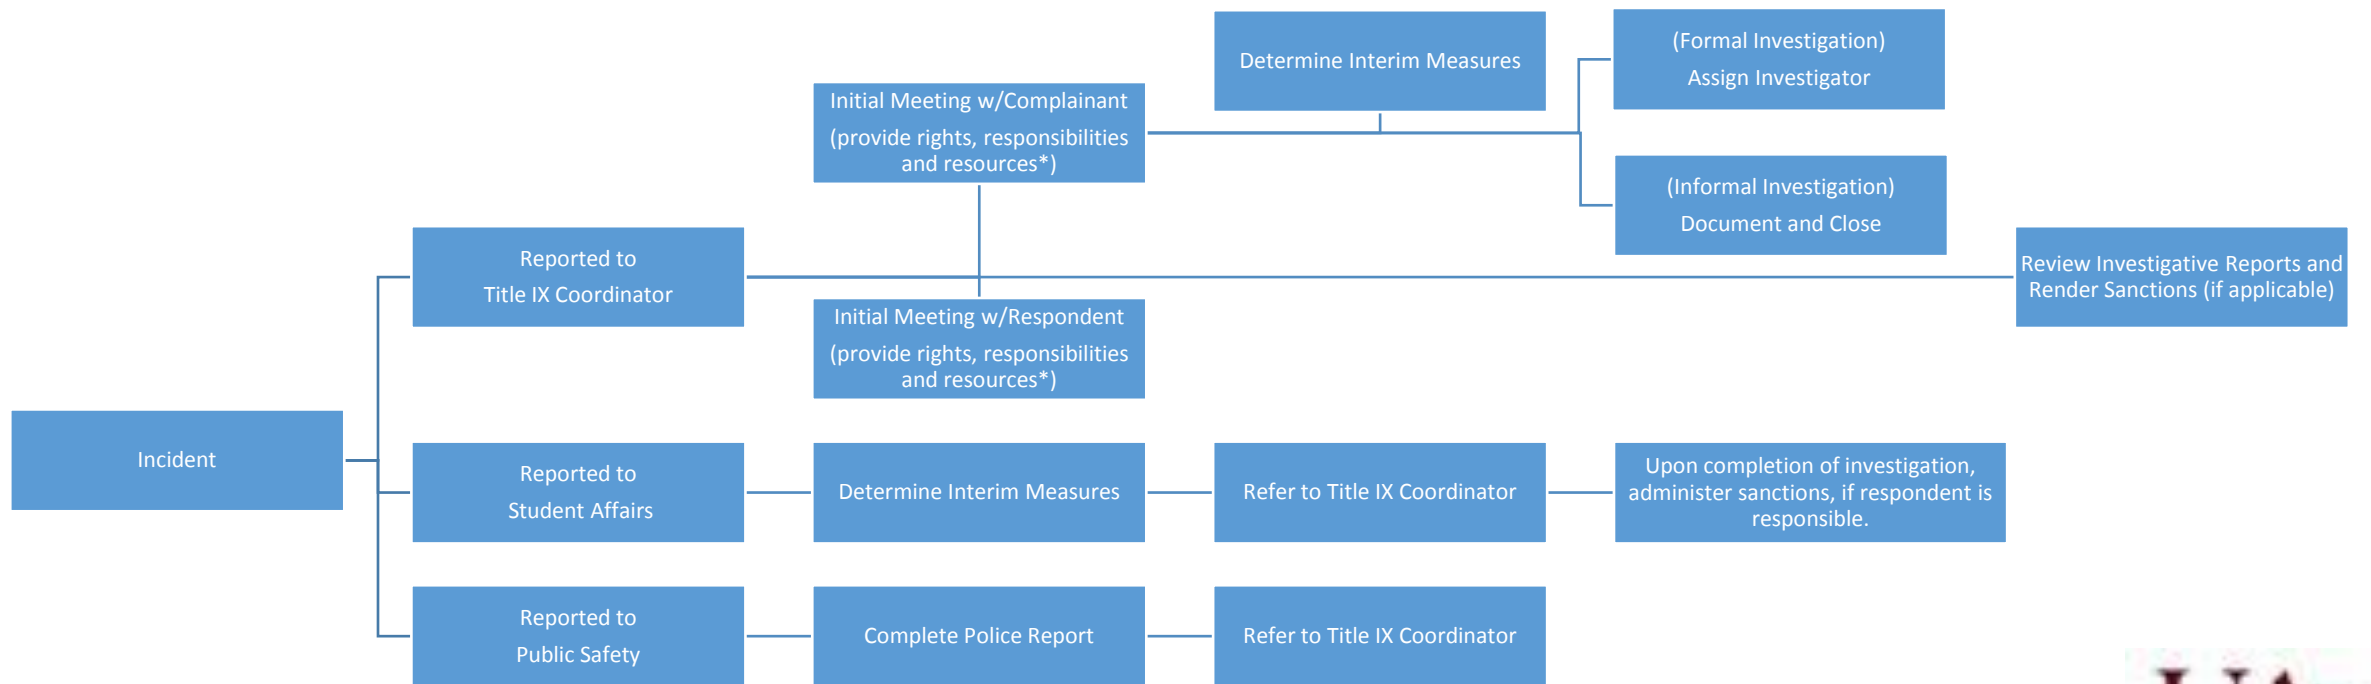 Determine Interim Measures
(Formal Investigation)
Assign Investigator
Initial Meeting w/Complainant
(provide rights, responsibilities
and resources*)
(Informal Investigation)
Document and Close
Reported to
Title IX Coordinator
Review Investigative Reports and
Render Sanctions (if applicable)
Initial Meeting w/Respondent
(provide rights, responsibilities
and resources*)
Incident
Reported to
Student Affairs
Determine Interim Measures
Refer to Title IX Coordinator
Upon completion of investigation,
administer sanctions, if respondent is
responsible.
Reported to
Public Safety
Complete Police Report
Refer to Title IX Coordinator